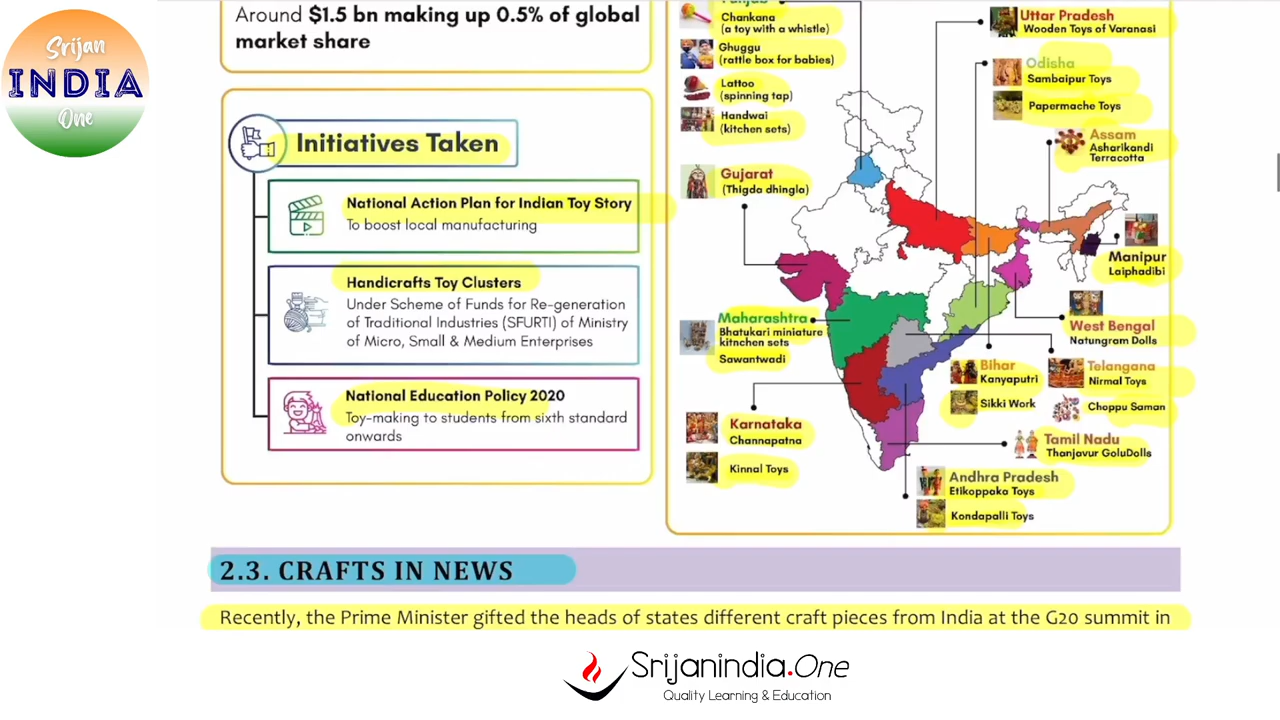 Srijan
INDIA
One
Around $1.5 bn making up 0.5% of global
market share
Initiatives Taken
National Action Plan for Indian Toy Story
To boost local manufacturing
Handicrafts Toy Clusters
Under Scheme of Funds for Re-generation
of Traditional Industries (SFURTI) of Ministry
of Micro, Small & Medium Enterprises
National Education Policy 2020
Toy-making to students from sixth standard
onwards
Punjab
Chankana
(a toy with a whistle)
Ghuggu
(rattle box for babies)
Lattoo
(spinning tap)
Handwai
(kitchen sets)
Gujarat
(Thigda dhingla)
Maharashtra
Bhatukari miniature
kitnchen sets
Sawantwadi
Karnataka
Channapatna
Kinnal Toys
Uttar Pradesh
Wooden Toys of Varanasi
Odisha
Sambaipur Toys
Papermache Toys
Assam
Asharikandi
Terracotta
Manipur
Laiphadibi
West Bengal
Natungram Dolls
Bihar
Kanyaputri
Sikki Work
Telangana
Nirmal Toys
Choppu Saman
Tamil Nadu
Thanjavur GoluDolls
Andhra Pradesh
Etikoppaka Toys
Kondapalli Toys
2.3. CRAFTS IN NEWS
Recently, the Prime Minister gifted the heads of states different craft pieces from India at the G20 summit in
Srijanindia.One
Quality Learning & Education